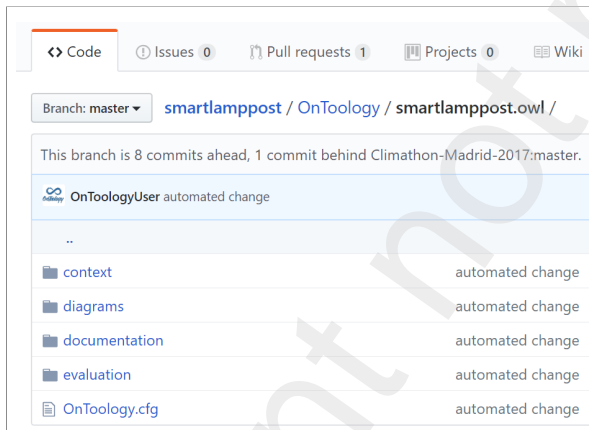 Code Issues 0 Pull requests 1 Projects 0 Wiki
Branch: master smartlamppost / OnToology / smartlamppost.owl /
This branch is 8 commits ahead, 1 commit behind Climathon-Madrid-2017:master.
OnToologyUser automated change
..
context automated change
diagrams automated change
documentation automated change
evaluation automated change
OnToology.cfg automated change